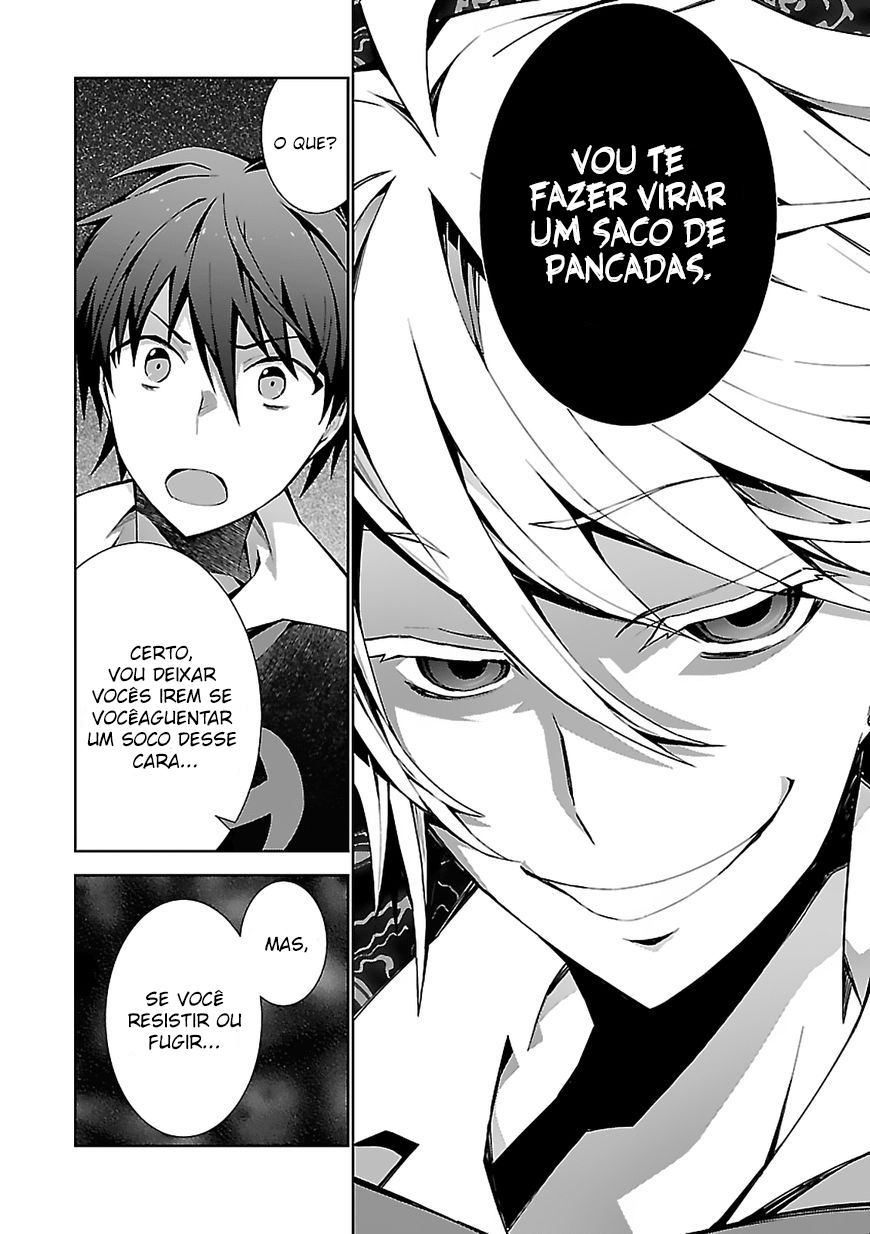 VOU TE
FAZER VIRAR
UM SACO DE
PANCADAS.
O QUE?
CERTO,
VOU DEIXAR
VOCÊS IREM SE
VOCÊAGUENTAR
UM SOCO DESSE
CARA...
MAS,
SE VOCÊ
RESISTIR OU
FUGIR...